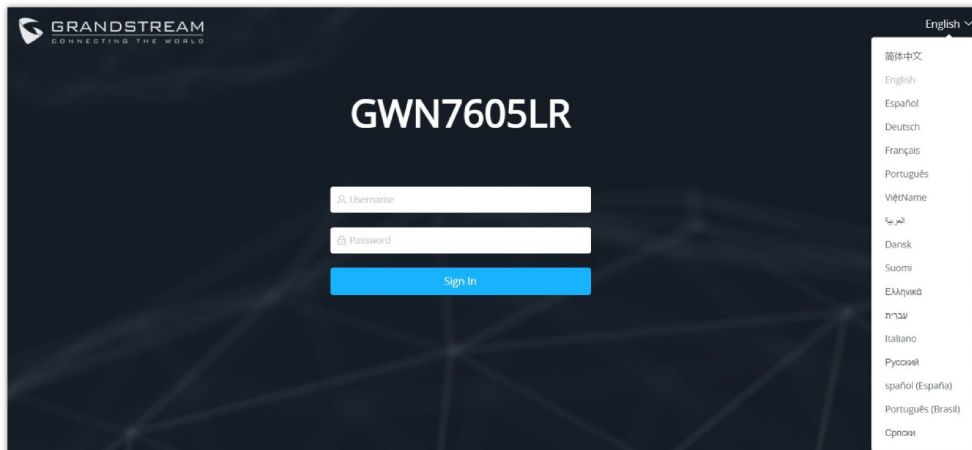 GRANDSTREAM
CONNECTING THE WORLD
English
GWN7605LR
Username
Password
Sign In
简体中文
English
Español
Deutsch
Français
Português
ViệtName
العربية
Dansk
Suomi
Ελληνικά
עברית
Italiano
Русский
spañol (España)
Português (Brasil)
Српски